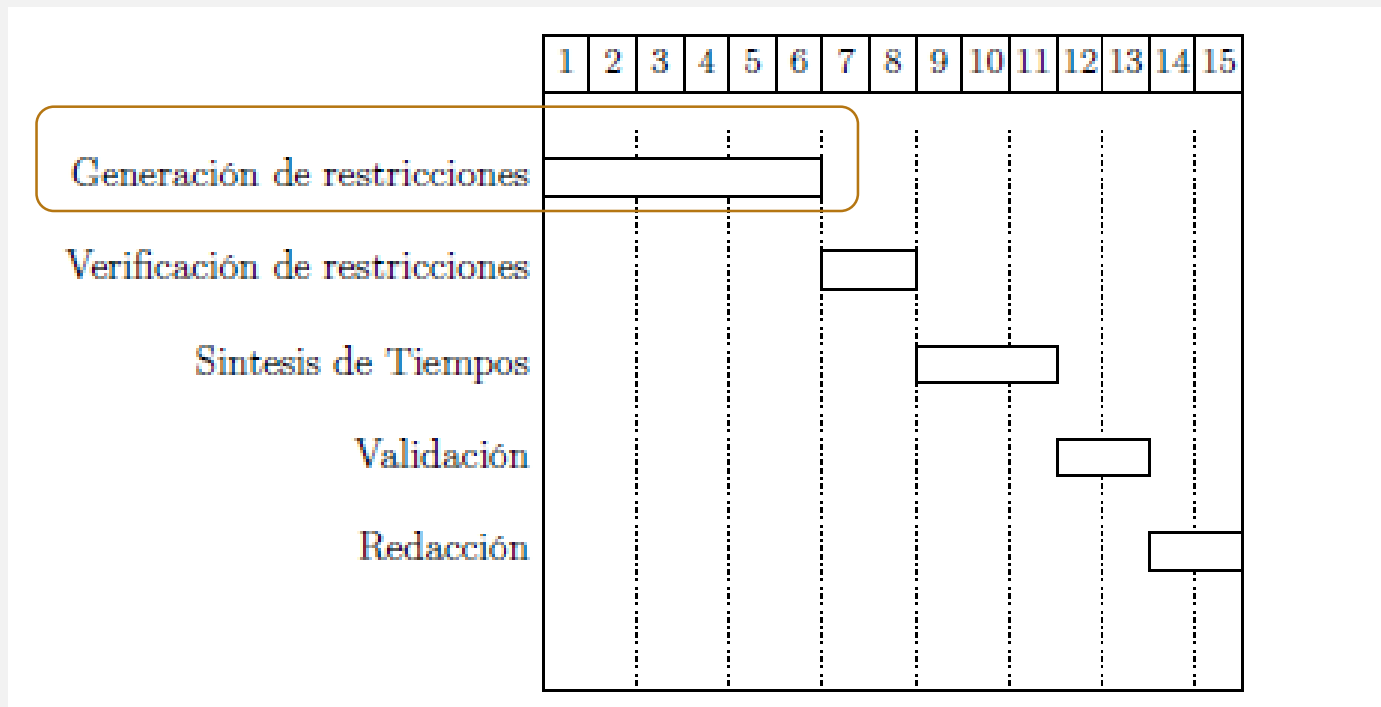 1 2 3 4 5 6 7 8 9 10 11 12 13 14 15
Generación de restricciones
Verificación de restricciones
Sintesis de Tiempos
Validación
Redacción